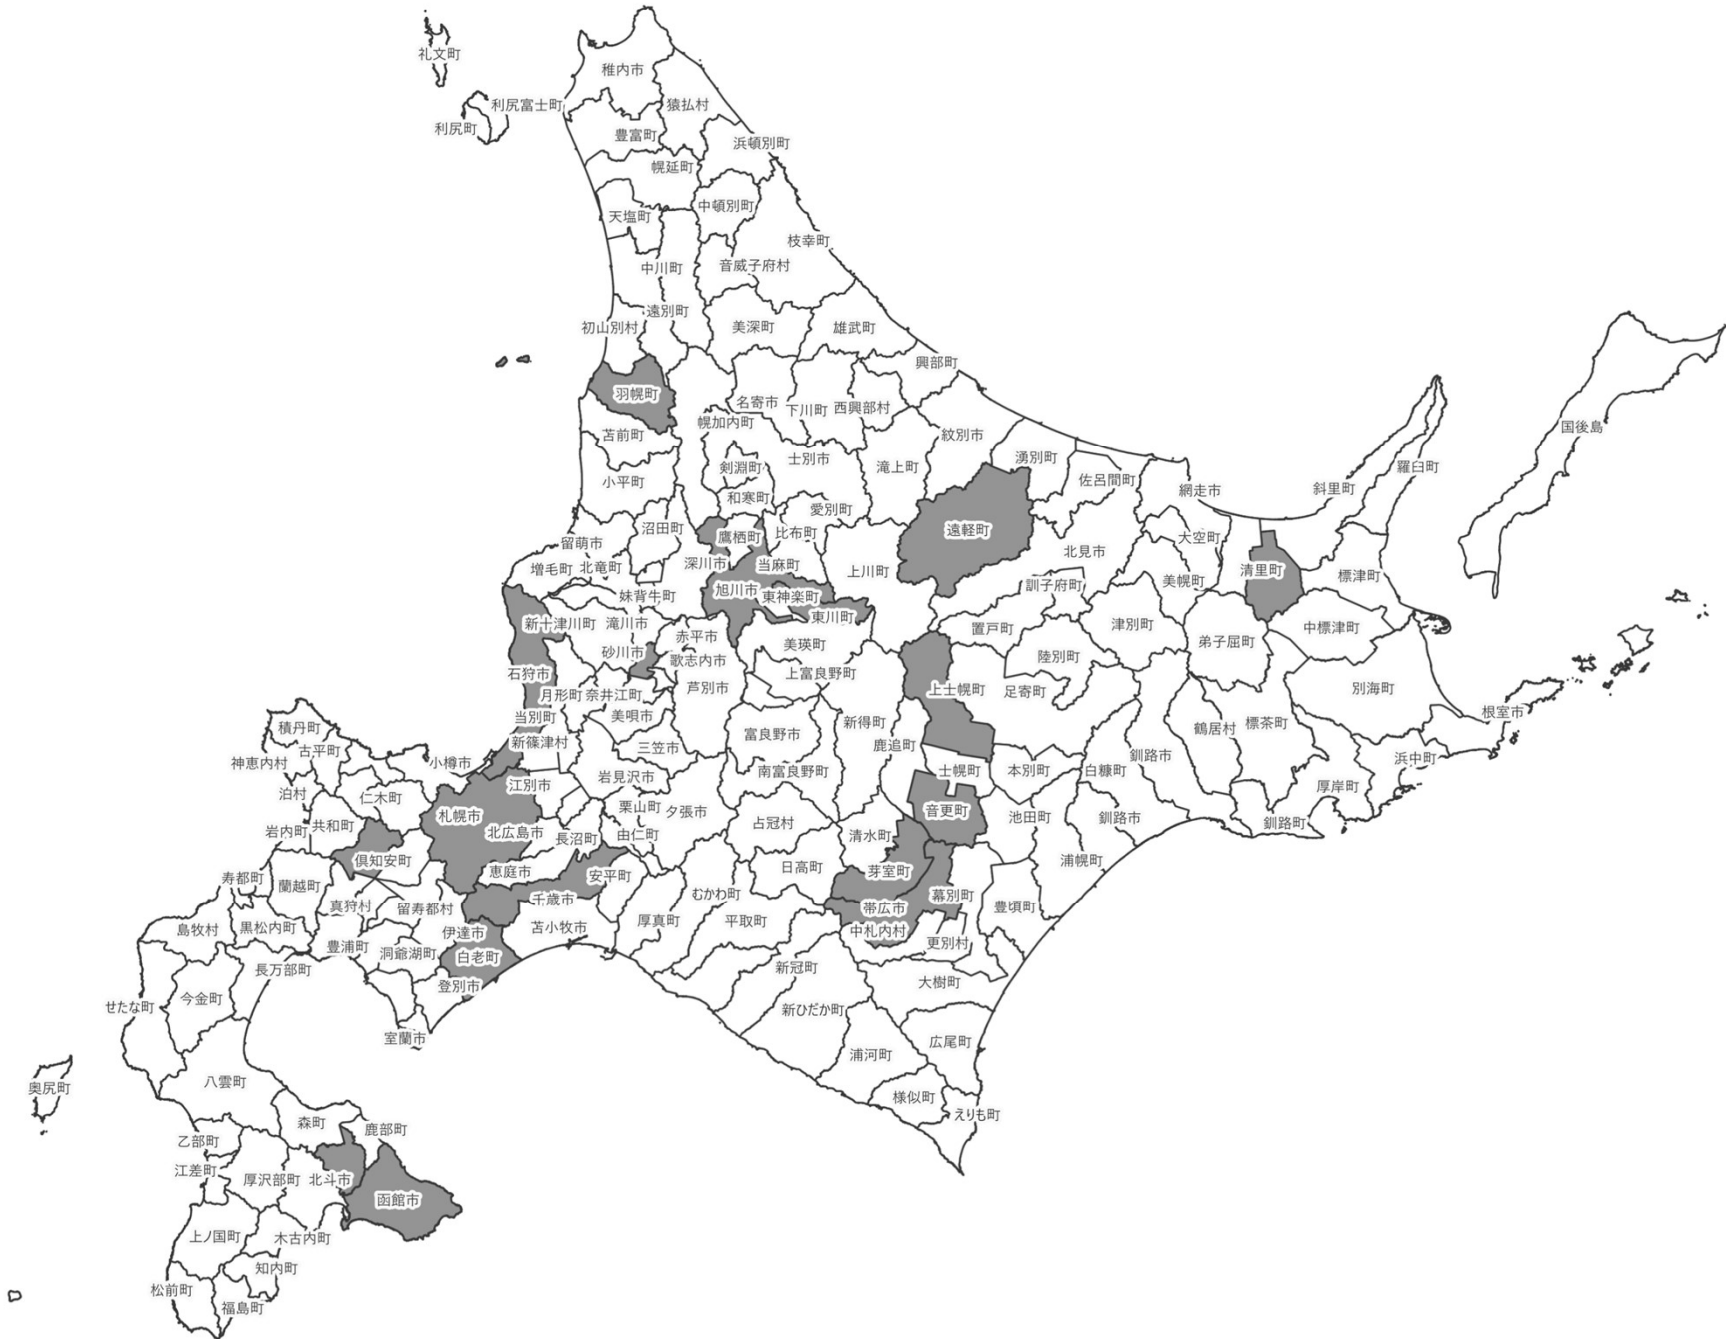 礼文町
稚内市
利尻富士町
猿払村
利尻町
豊富町
浜頓別町
幌延町
中頓別町
天塩町
枝幸町
中川町
音威子府村
遠別町
初山別村
美深町
雄武町
興部町
羽幌町
名寄市
下川町
西興部村
幌加内町
国後島
苫前町
紋別市
士別市
湧別町
剣淵町
滝上町
羅臼町
佐呂間町
小平町
網走市
斜里町
和寒町
愛別町
沼田町
遠軽町
鷹栖町
比布町
留萌市
大空町
北見市
深川市
当麻町
増毛町
北竜町
上川町
清里町
標津町
美幌町
訓子府町
旭川市
東神楽町
妹背牛町
東川町
新十津川町
滝川市
置戸町
津別町
中標津町
赤平市
美瑛町
弟子屈町
砂川市
陸別町
歌志内市
石狩市
上富良野町
芦別市
上士幌町
足寄町
別海町
月形町
奈井江町
当別町
美唄市
新得町
根室市
積丹町
鶴居村
標茶町
富良野市
新篠津村
鹿追町
古平町
三笠市
釧路市
神恵内村
小樽市
浜中町
南富良野町
士幌町
本別町
白糠町
岩見沢市
江別市
厚岸町
泊村
仁木町
栗山町
夕張市
音更町
札幌市
池田町
釧路市
占冠村
釧路町
共和町
岩内町
北広島市
長沼町
由仁町
清水町
倶知安町
浦幌町
日高町
恵庭市
芽室町
安平町
寿都町
蘭越町
むかわ町
幕別町
千歳市
真狩村
留寿都村
帯広市
豊頃町
厚真町
平取町
島牧村
黒松内町
苫小牧市
伊達市
中札内村
更別村
豊浦町
洞爺湖町
白老町
長万部町
新冠町
大樹町
登別市
今金町
せたな町
新ひだか町
室蘭市
広尾町
浦河町
八雲町
奥尻町
様似町
えりも町
森町
鹿部町
乙部町
江差町
厚沢部町
北斗市
函館市
上ノ国町
木古内町
知内町
松前町
福島町